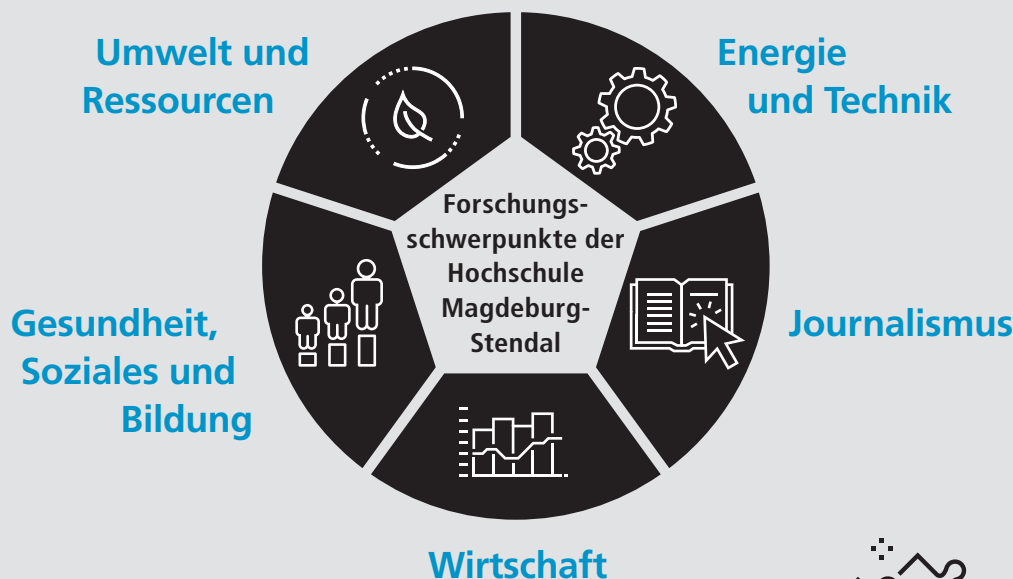 Umwelt und
Ressourcen
Energie
und Technik
Forschungs-
schwerpunkte der
Hochschule
Magdeburg-
Stendal
Gesundheit,
Soziales und
Bildung
Journalismus
Wirtschaft